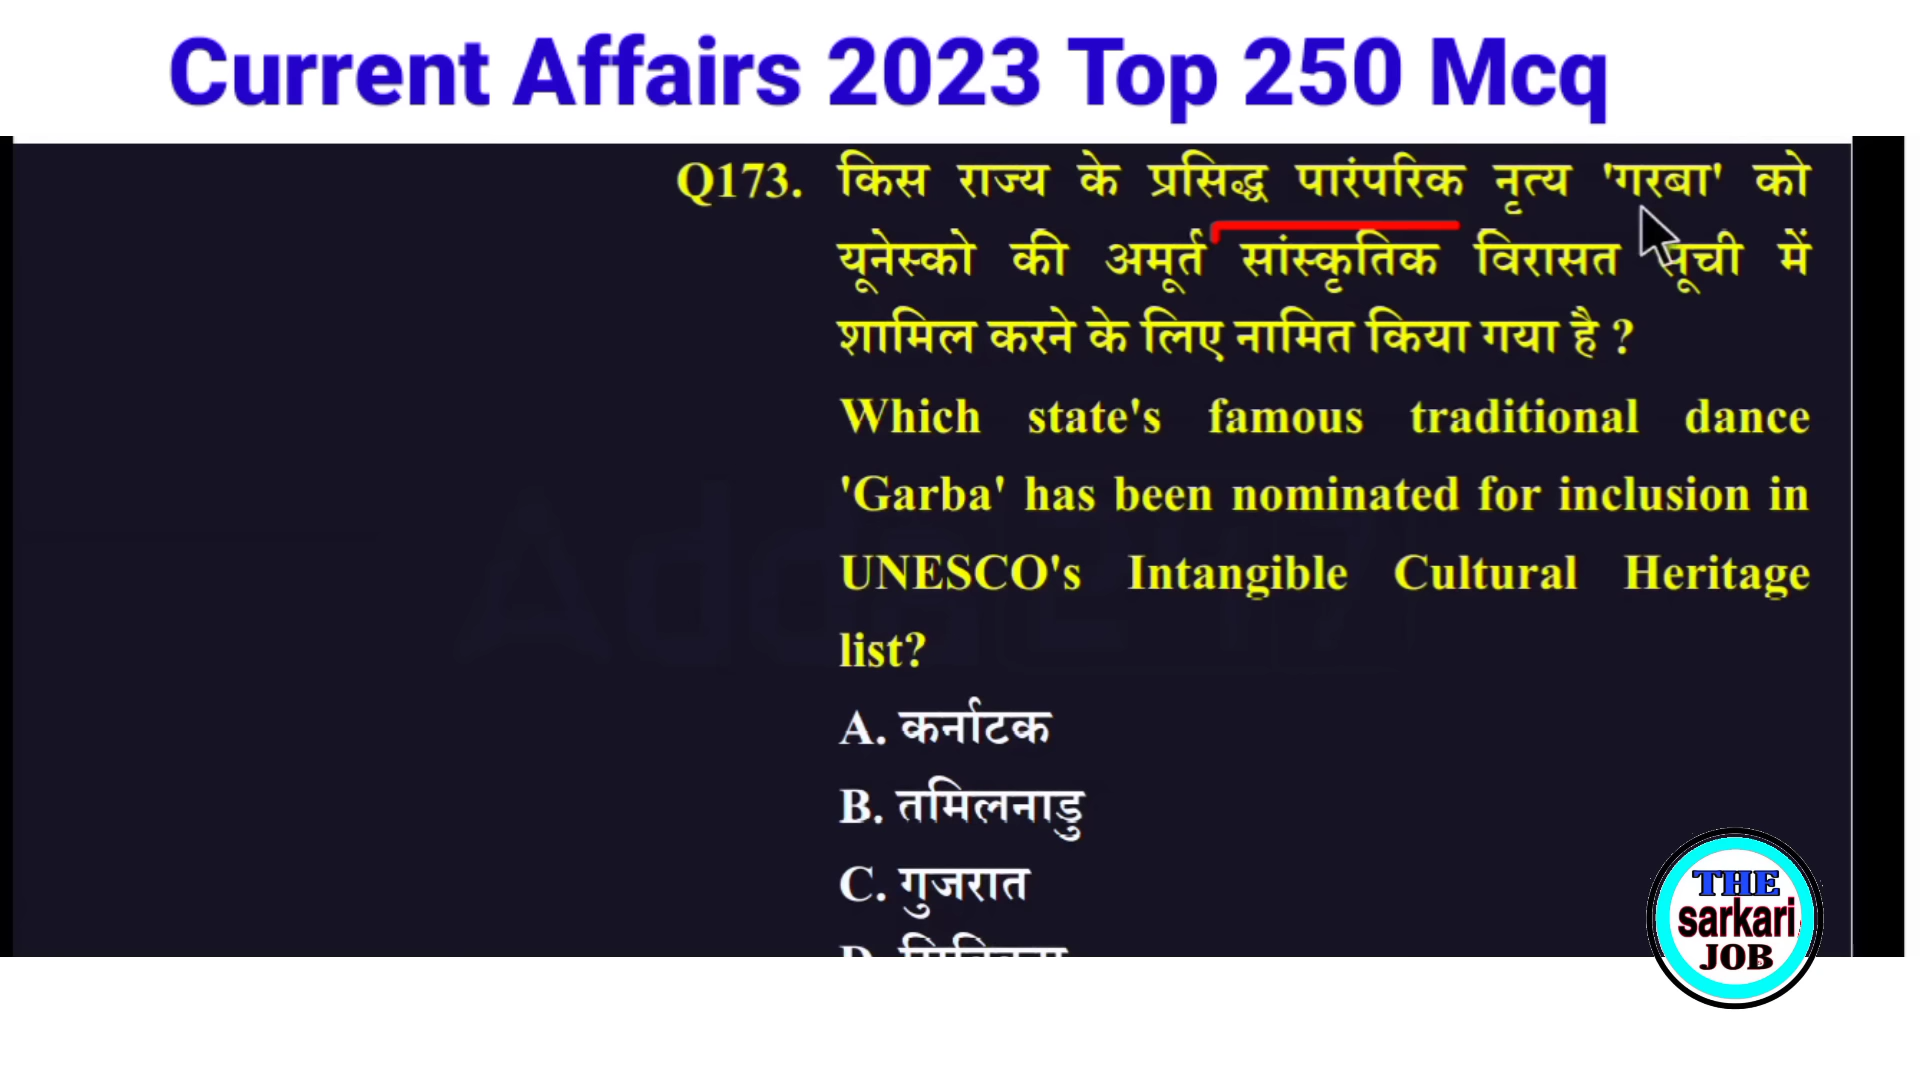 Current Affairs 2023 Top 250 Mcq
Q173. किस राज्य के प्रसिद्ध पारंपरिक नृत्य 'गरबा' को
यूनेस्को की अमूर्त सांस्कृतिक विरासत सूची में
शामिल करने के लिए नामित किया गया है ?
Which state's famous traditional dance
'Garba' has been nominated for inclusion in
UNESCO's Intangible Cultural Heritage
list?
A. कर्नाटक
B. तमिलनाडु
C. गुजरात
D.
THE
sarkari
JOB